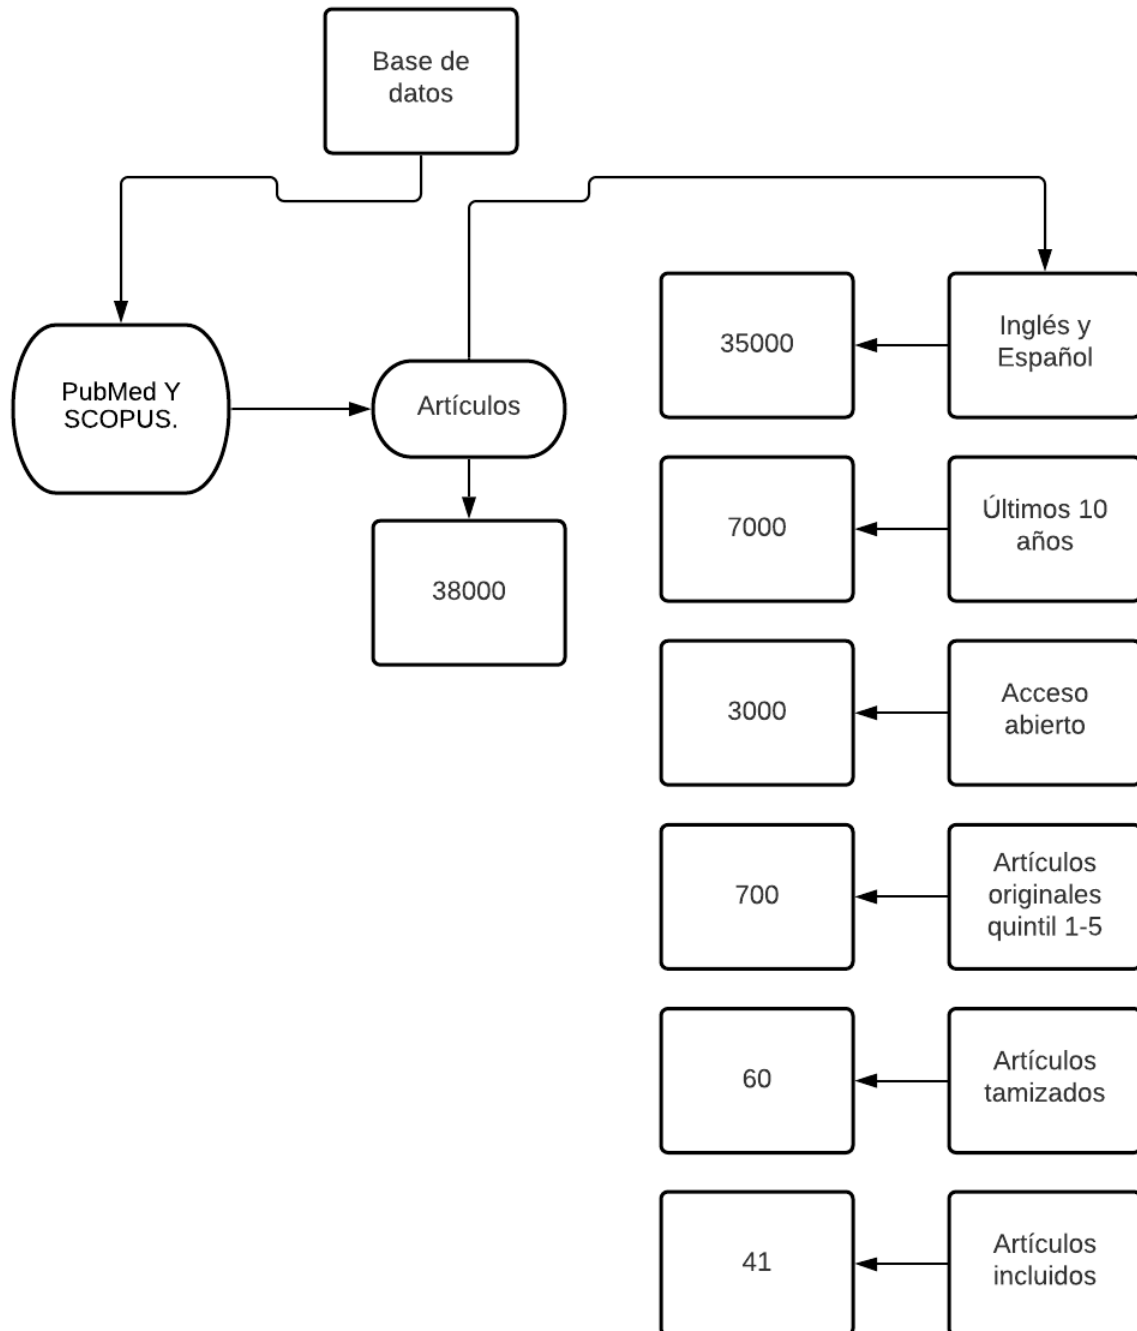 Base de
datos
PubMed Y
SCOPUS.
Artículos
38000
Inglés y
Español
35000
Últimos 10
años
7000
Acceso
abierto
3000
Artículos
originales
quintil 1-5
700
Artículos
tamizados
60
Artículos
incluidos
41